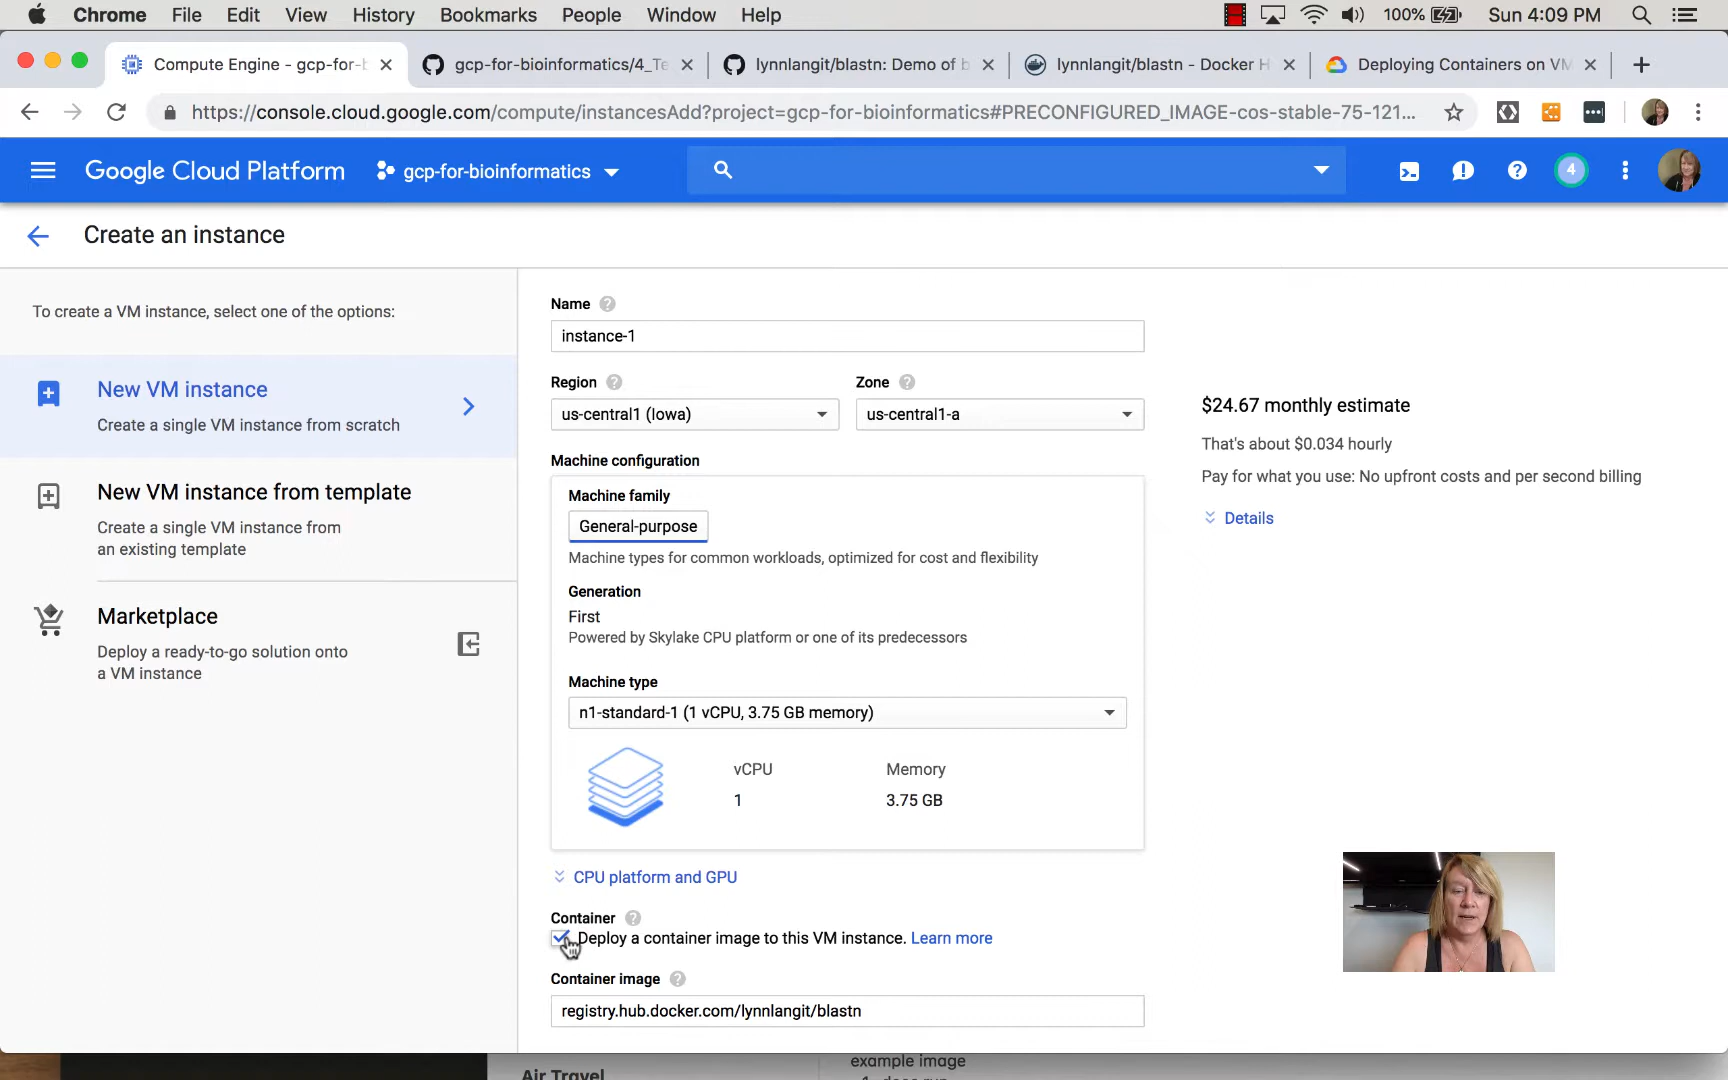 Chrome File Edit View History Bookmarks People Window Help 100% Sun 4:09 PM
Compute Engine - gcp-for-b gcp-for-bioinformatics/4_Te lynnlangit/blastn: Demo of b lynnlangit/blastn - Docker H Deploying Containers on VM
https://console.cloud.google.com/compute/instancesAdd?project=gcp-for-bioinformatics#PRECONFIGURED_IMAGE-cos-stable-75-121...
Google Cloud Platform gcp-for-bioinformatics 4
Create an instance
To create a VM instance, select one of the options:
New VM instance
Create a single VM instance from scratch
New VM instance from template
Create a single VM instance from
an existing template
Marketplace
Deploy a ready-to-go solution onto
a VM instance
Name
instance-1
Region Zone
us-central1 (Iowa) us-central1-a
Machine configuration
Machine family
General-purpose
Machine types for common workloads, optimized for cost and flexibility
Generation
First
Powered by Skylake CPU platform or one of its predecessors
Machine type
n1-standard-1 (1 vCPU, 3.75 GB memory)
vCPU Memory
1 3.75 GB
CPU platform and GPU
Container
Deploy a container image to this VM instance. Learn more
Container image
registry.hub.docker.com/lynnlangit/blastn
$24.67 monthly estimate
That's about $0.034 hourly
Pay for what you use: No upfront costs and per second billing
Details
example image
Air Travel